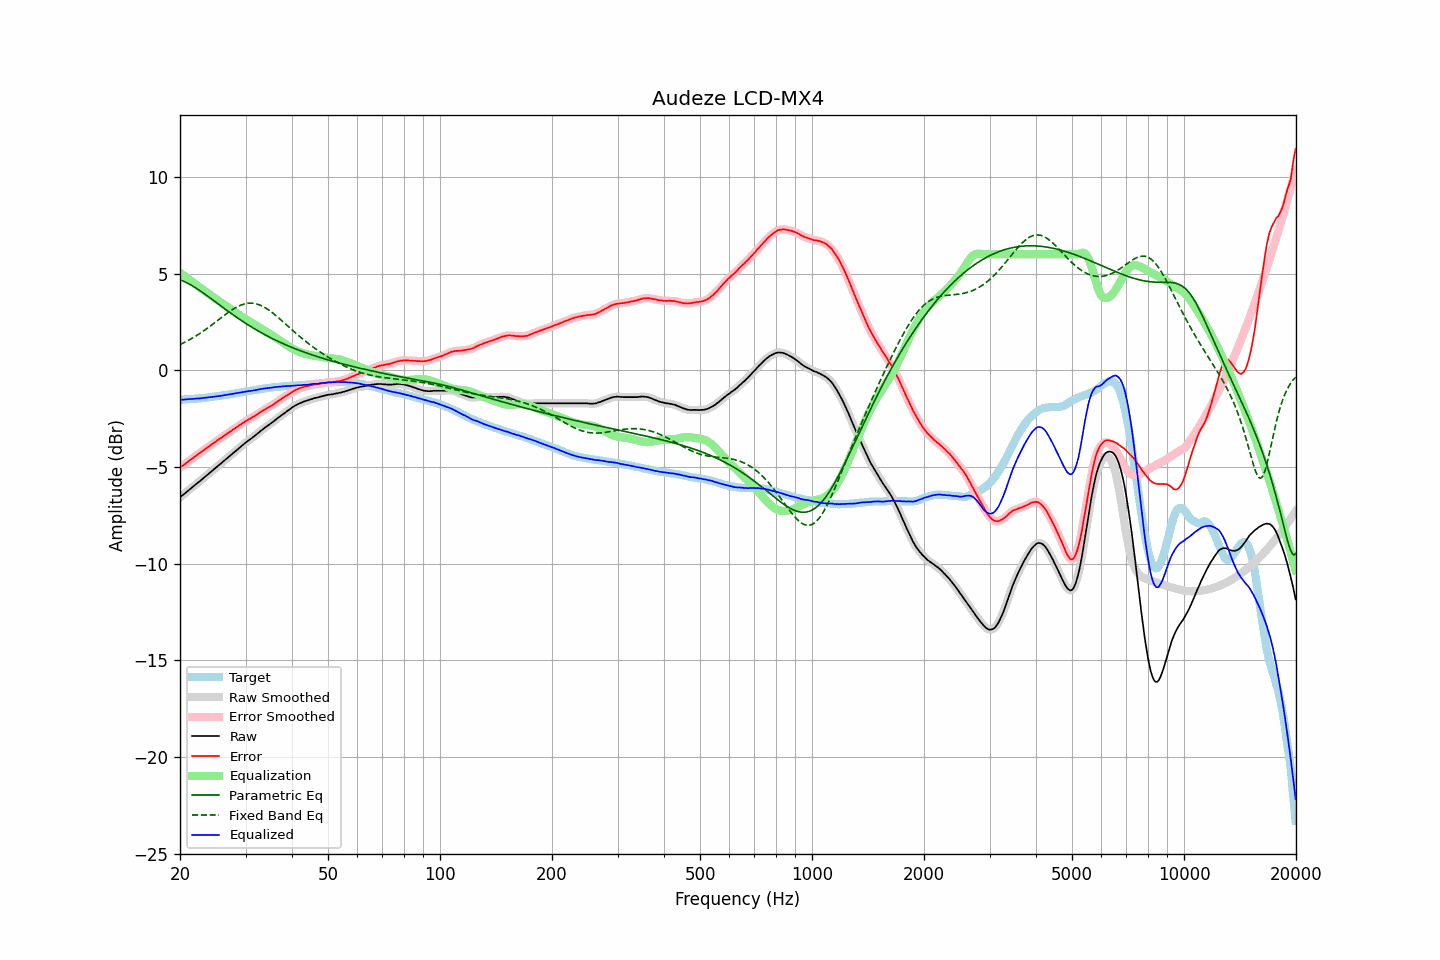 Audeze LCD-MX4
Amplitude (dBr)
10
5
0
−5
−10
−15
−20
−25
Target
Raw Smoothed
Error Smoothed
Raw
Error
Equalization
Parametric Eq
Fixed Band Eq
Equalized
20 50 100 200 500 1000 2000 5000 10000 20000
Frequency (Hz)